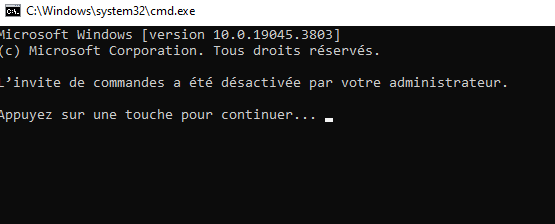 C:\Windows\system32\cmd.exe
Microsoft Windows [version 10.0.19045.3803]
(c) Microsoft Corporation. Tous droits réservés.
L’invite de commandes a été désactivée par votre administrateur.
Appuyez sur une touche pour continuer...